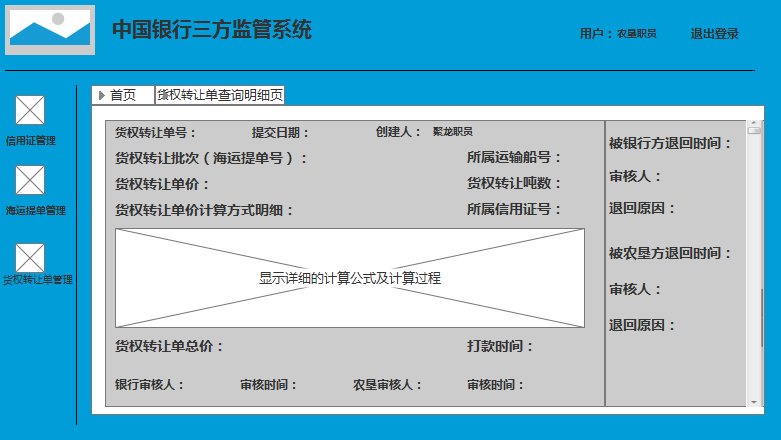 中国银行三方监管系统
用户：农垦职员 退出登录
首页 货权转让单查询明细页
信用证管理
海运提单管理
货权转让单管理
货权转让单号： 提交日期： 创建人： 聚龙职员
货权转让批次（海运提单号）： 所属运输船号：
货权转让单价： 货权转让吨数：
货权转让单价计算方式明细： 所属信用证号：
显示详细的计算公式及计算过程
货权转让单总价： 打款时间：
银行审核人： 审核时间： 农垦审核人： 审核时间：
被银行方退回时间：
审核人：
退回原因：
被农垦方退回时间：
审核人：
退回原因：